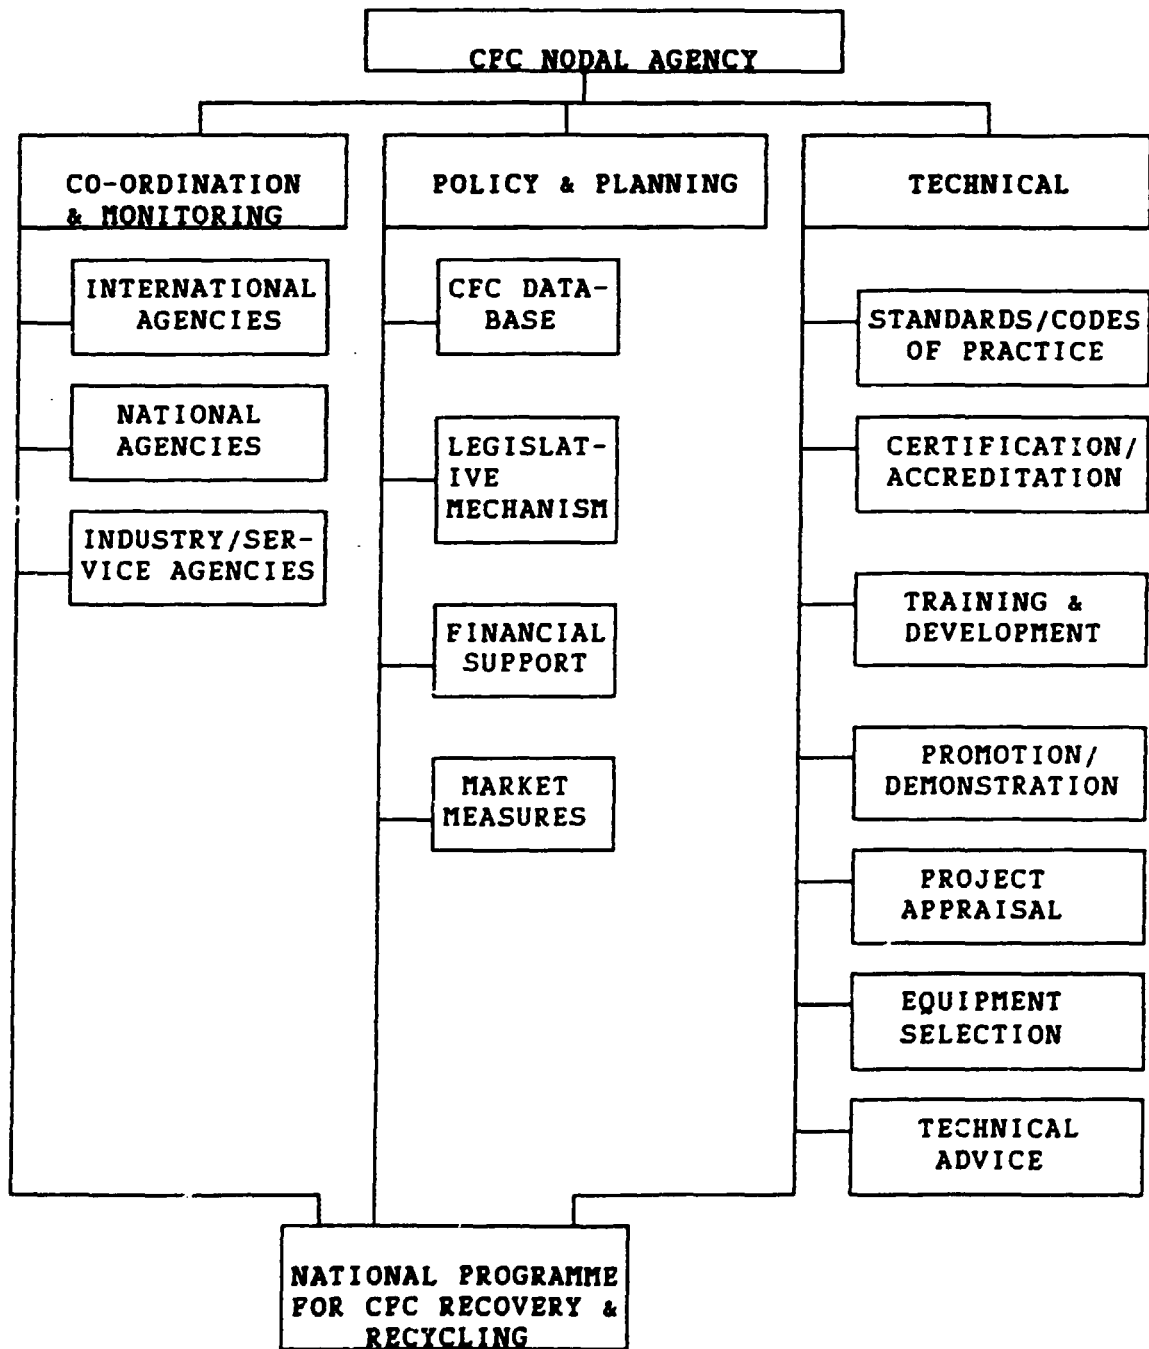 CFC NODAL AGENCY
CO-ORDINATION
& MONITORING
INTERNATIONAL
AGENCIES
NATIONAL
AGENCIES
INDUSTRY/SER-
VICE AGENCIES
POLICY & PLANNING
CFC DATA-
BASE
LEGISLAT-
IVE
MECHANISM
FINANCIAL
SUPPORT
MARKET
MEASURES
TECHNICAL
STANDARDS/CODES
OF PRACTICE
CERTIFICATION/
ACCREDITATION
TRAINING &
DEVELOPMENT
PROMOTION/
DEMONSTRATION
PROJECT
APPRAISAL
EQUIPMENT
SELECTION
TECHNICAL
ADVICE
NATIONAL PROGRAMME
FOR CFC RECOVERY &
RECYCLING